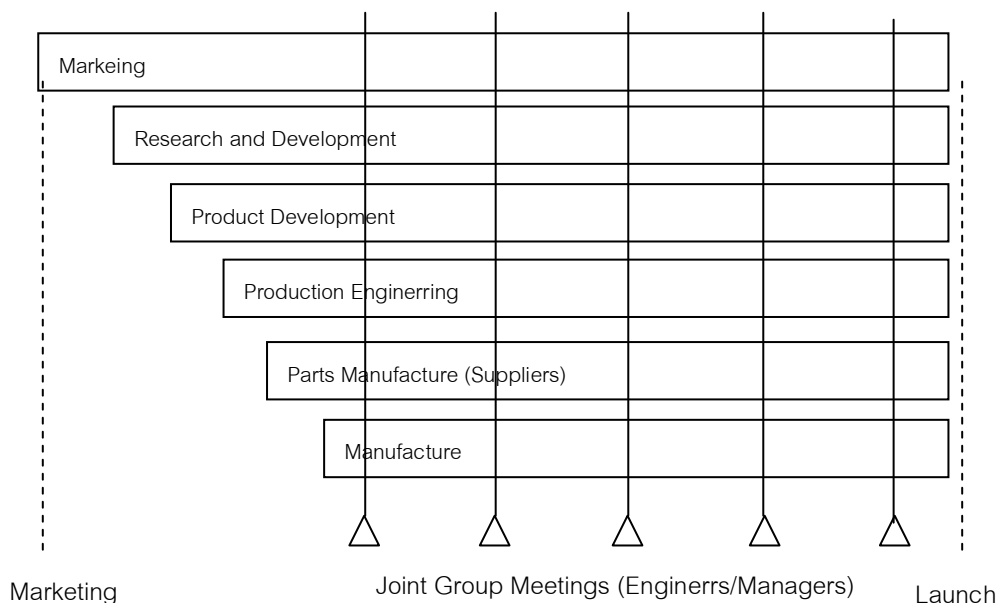 Markeing
Research and Development
Product Development
Production Enginerring
Parts Manufacture (Suppliers)
Manufacture
Marketing
Joint Group Meetings (Enginerrs/Managers)
Launch